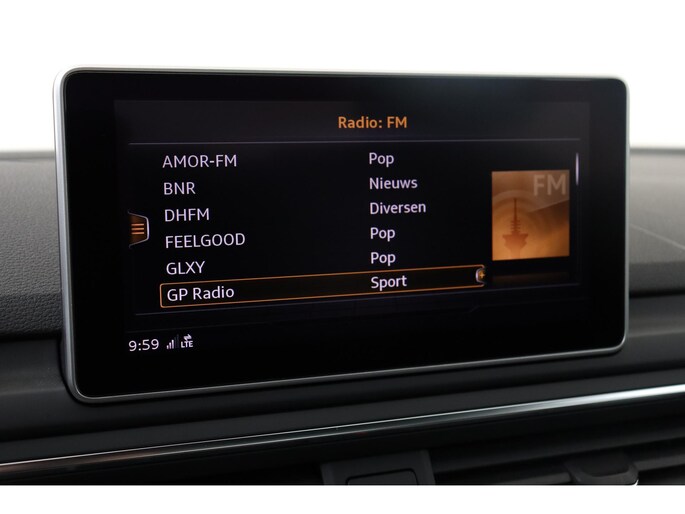 Radio: FM
AMOR-FM Pop
BNR Nieuws
DHFM Diversen
FEELGOOD Pop
GLXY Pop
GP Radio Sport
FM
9:59 LTE